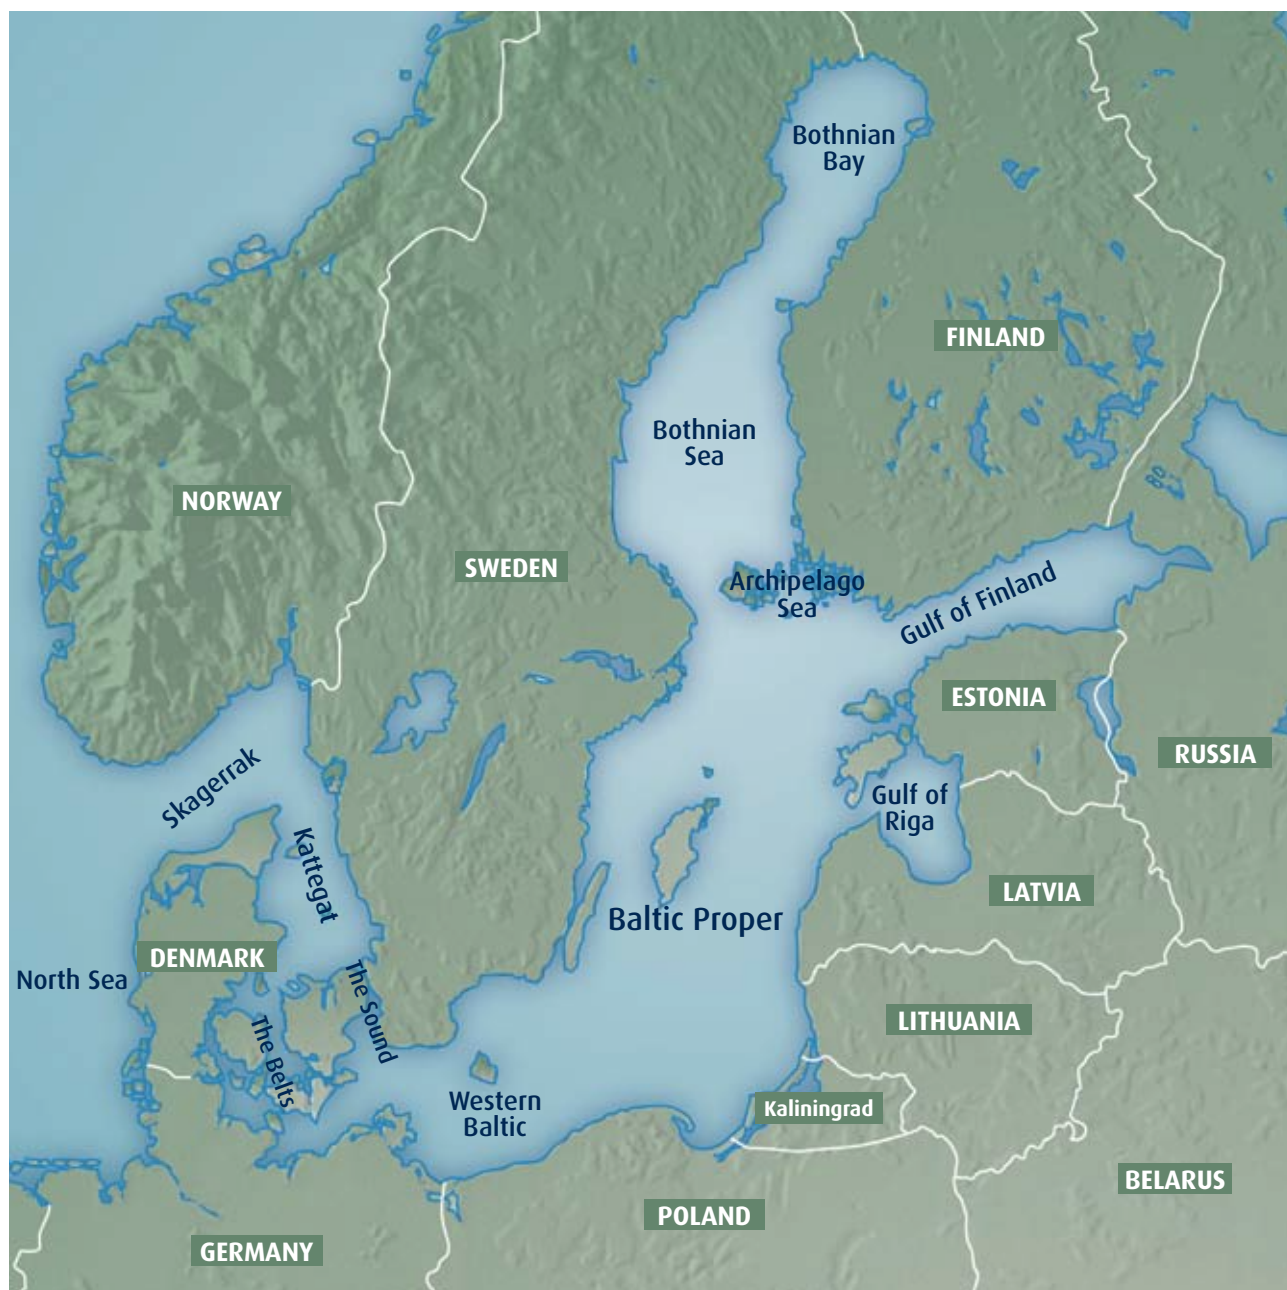 Bothnian
Bay
FINLAND
Bothnian
Sea
NORWAY
SWEDEN
Archipelago
Sea
Gulf of Finland
ESTONIA
RUSSIA
Skagerrak
Gulf of
Riga
Kattegat
LATVIA
Baltic Proper
DENMARK
North Sea
The Sound
LITHUANIA
The Belts
Western
Baltic
Kaliningrad
BELARUS
POLAND
GERMANY